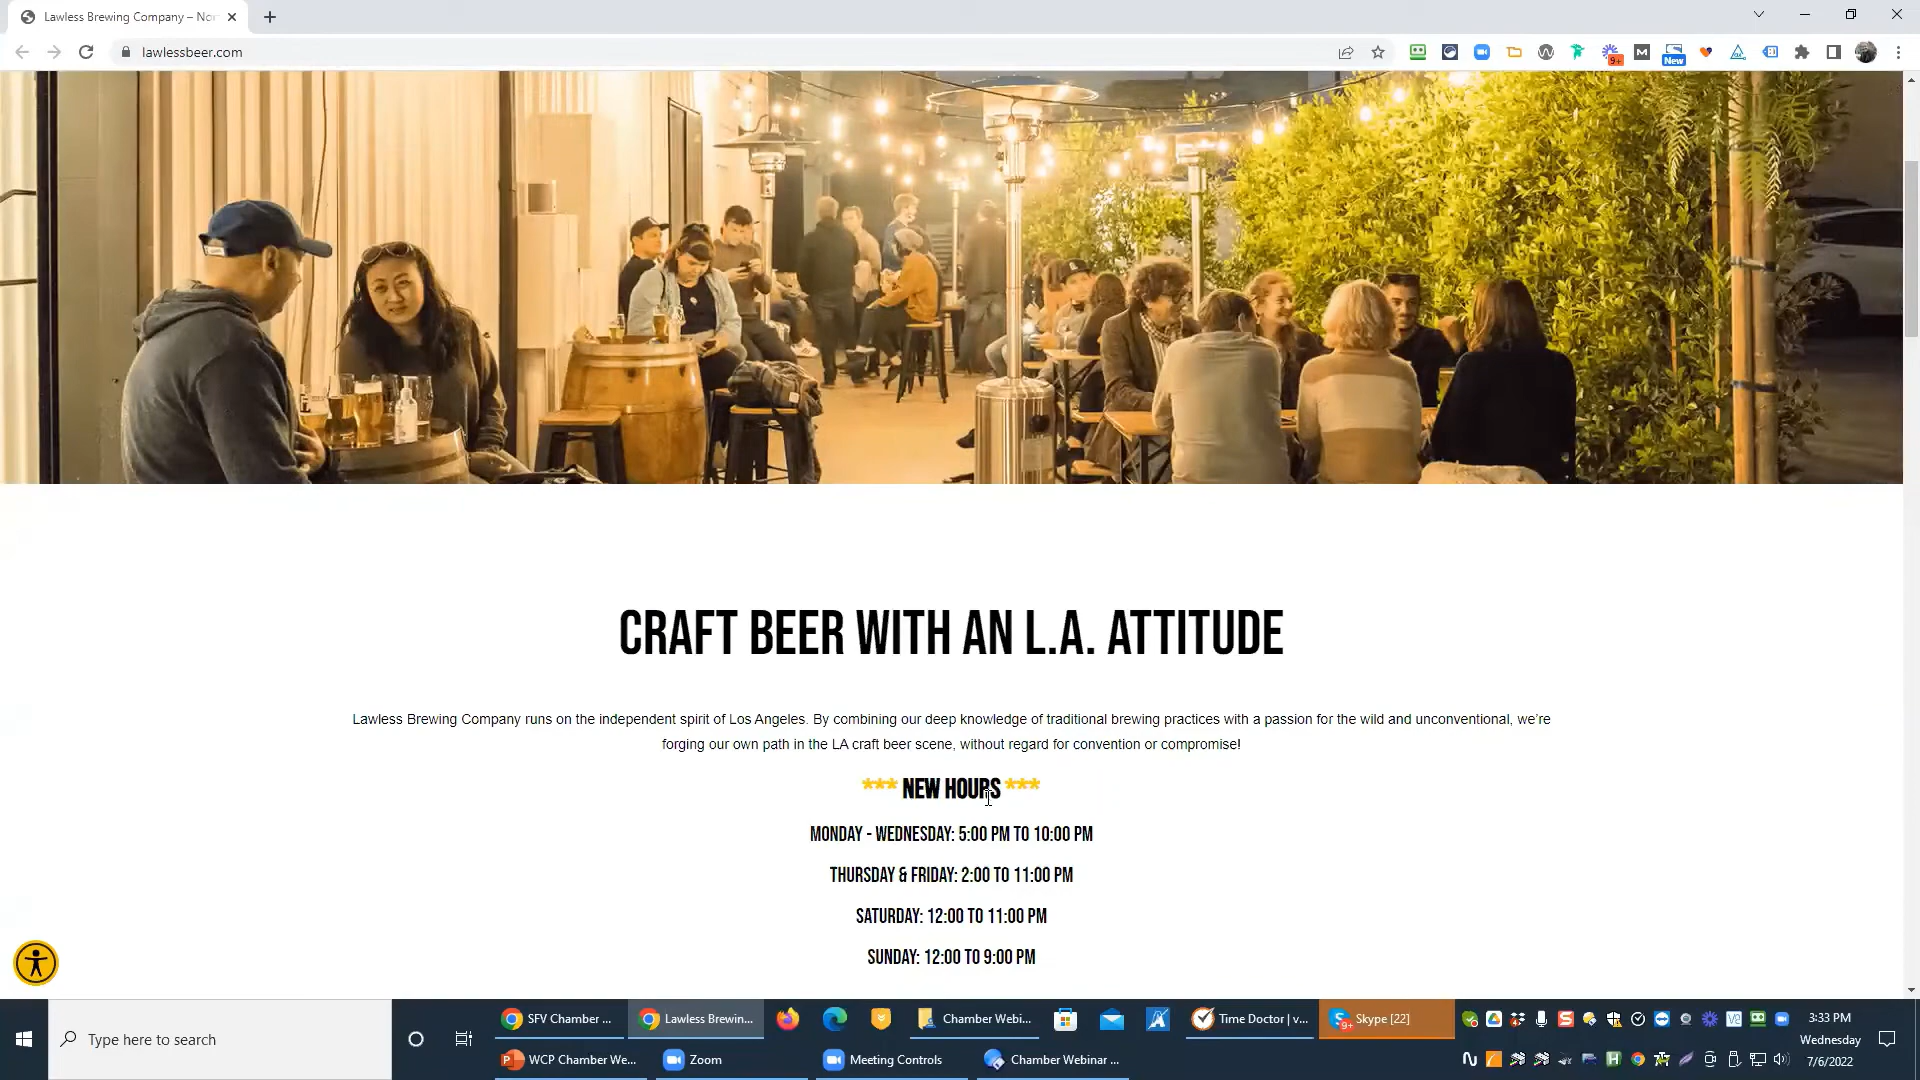 Lawless Brewing Company – Nor
lawlessbeer.com
9+
New
CRAFT BEER WITH AN L.A. ATTITUDE
Lawless Brewing Company runs on the independent spirit of Los Angeles. By combining our deep knowledge of traditional brewing practices with a passion for the wild and unconventional, we’re
forging our own path in the LA craft beer scene, without regard for convention or compromise!
*** NEW HOURS ***
MONDAY - WEDNESDAY: 5:00 PM TO 10:00 PM
THURSDAY & FRIDAY: 2:00 TO 11:00 PM
SATURDAY: 12:00 TO 11:00 PM
SUNDAY: 12:00 TO 9:00 PM
Type here to search
SFV Chamber ...
Lawless Brewin...
Chamber Webi...
Time Doctor | v...
9+
Skype [22]
3:33 PM
Wednesday
7/6/2022
WCP Chamber We...
Zoom
Meeting Controls
Chamber Webinar ...